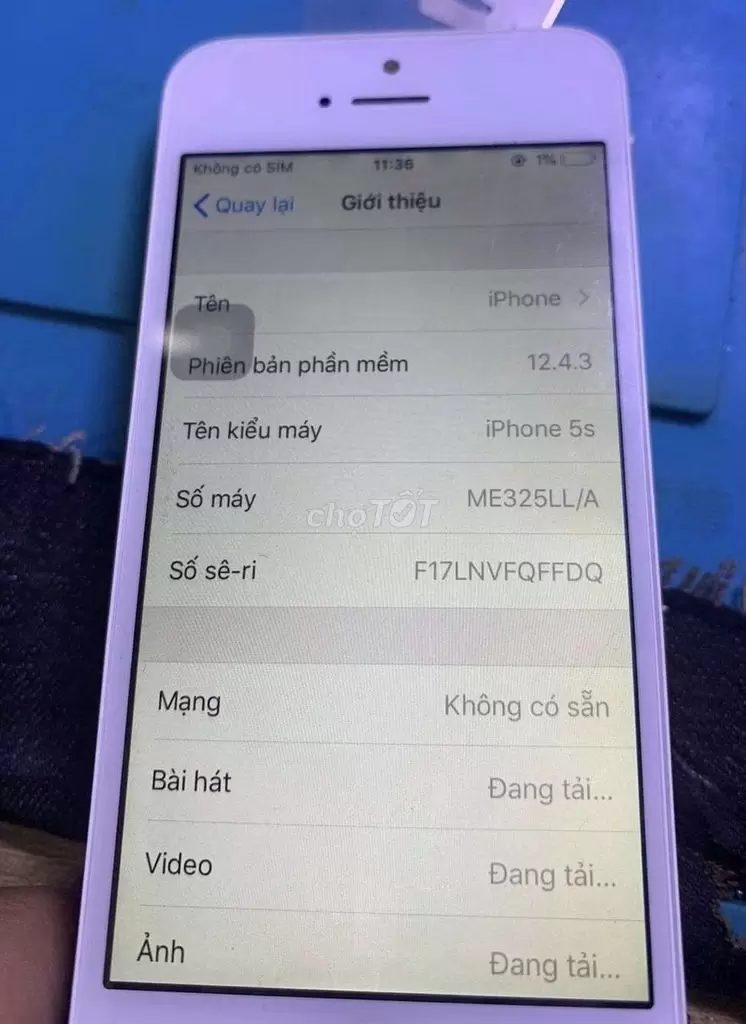 Không có SIM 11:36 1%
Quay lại Giới thiệu
Tên iPhone
Phiên bản phần mềm 12.4.3
Tên kiểu máy iPhone 5s
Số máy ME325LL/A
chợTỐT
Số sê-ri F17LNVFQFFDQ
Mạng Không có sẵn
Bài hát Đang tải...
Video Đang tải...
Ảnh Đang tải...